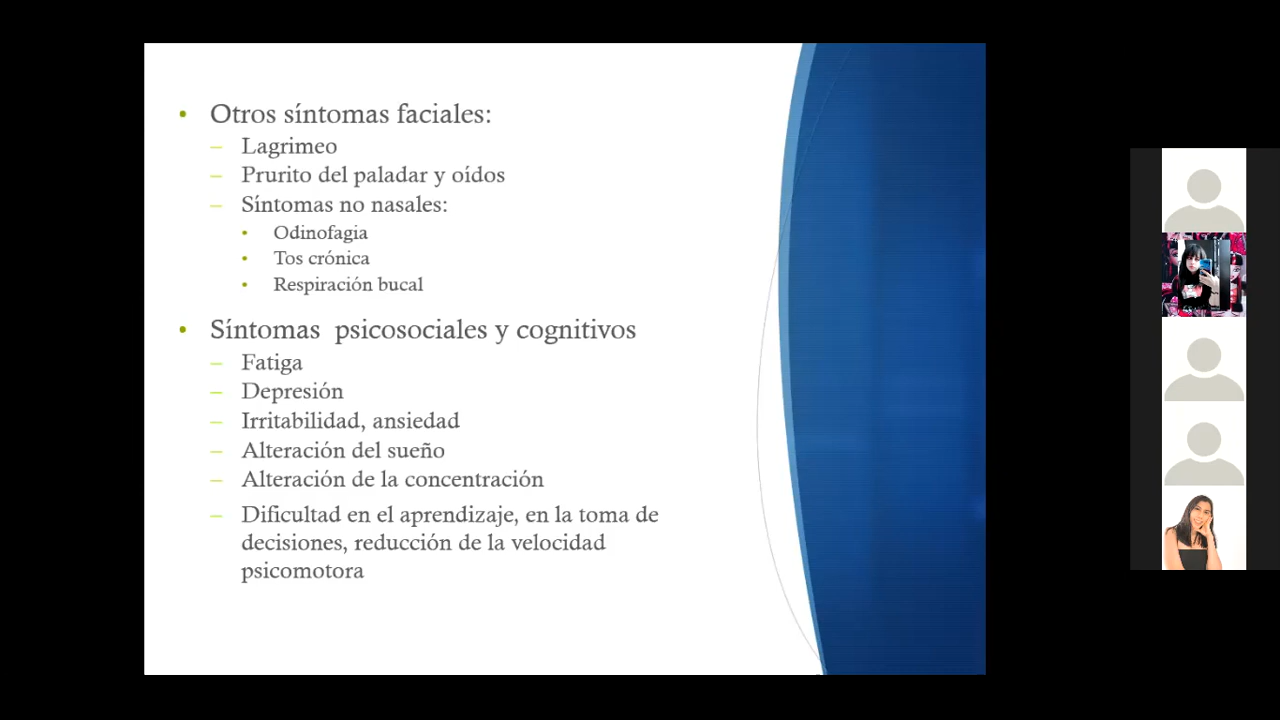 Otros síntomas faciales:
Lagrimeo
Prurito del paladar y oídos
Síntomas no nasales:
Odinofagia
Tos crónica
Respiración bucal
Síntomas  psicosociales y cognitivos
Fatiga
Depresión
Irritabilidad, ansiedad
Alteración del sueño
Alteración de la concentración
Dificultad en el aprendizaje, en la toma de
decisiones, reducción de la velocidad
psicomotora